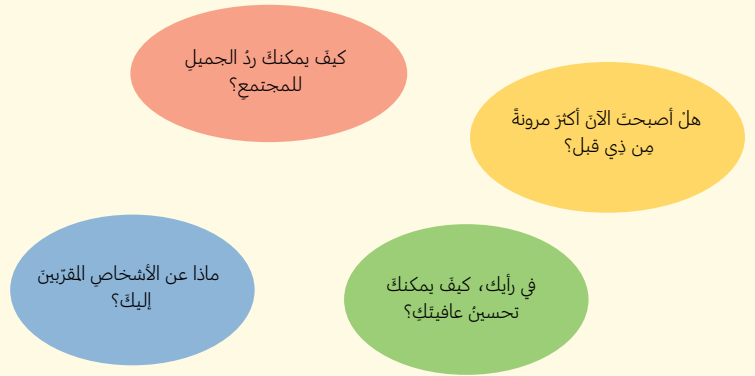 كيفَ يمكنكَ ردُ الجميلِ
للمجتمعِ؟
هلْ أصبحتَ الآنَ أكثرَ مرونةً
مِن ذِي قبل؟
ماذا عن الأشخاصِ المقرّبينَ
إليكَ؟
في رأيك، كيفَ يمكنكَ
تحسينُ عافيتَكِ؟